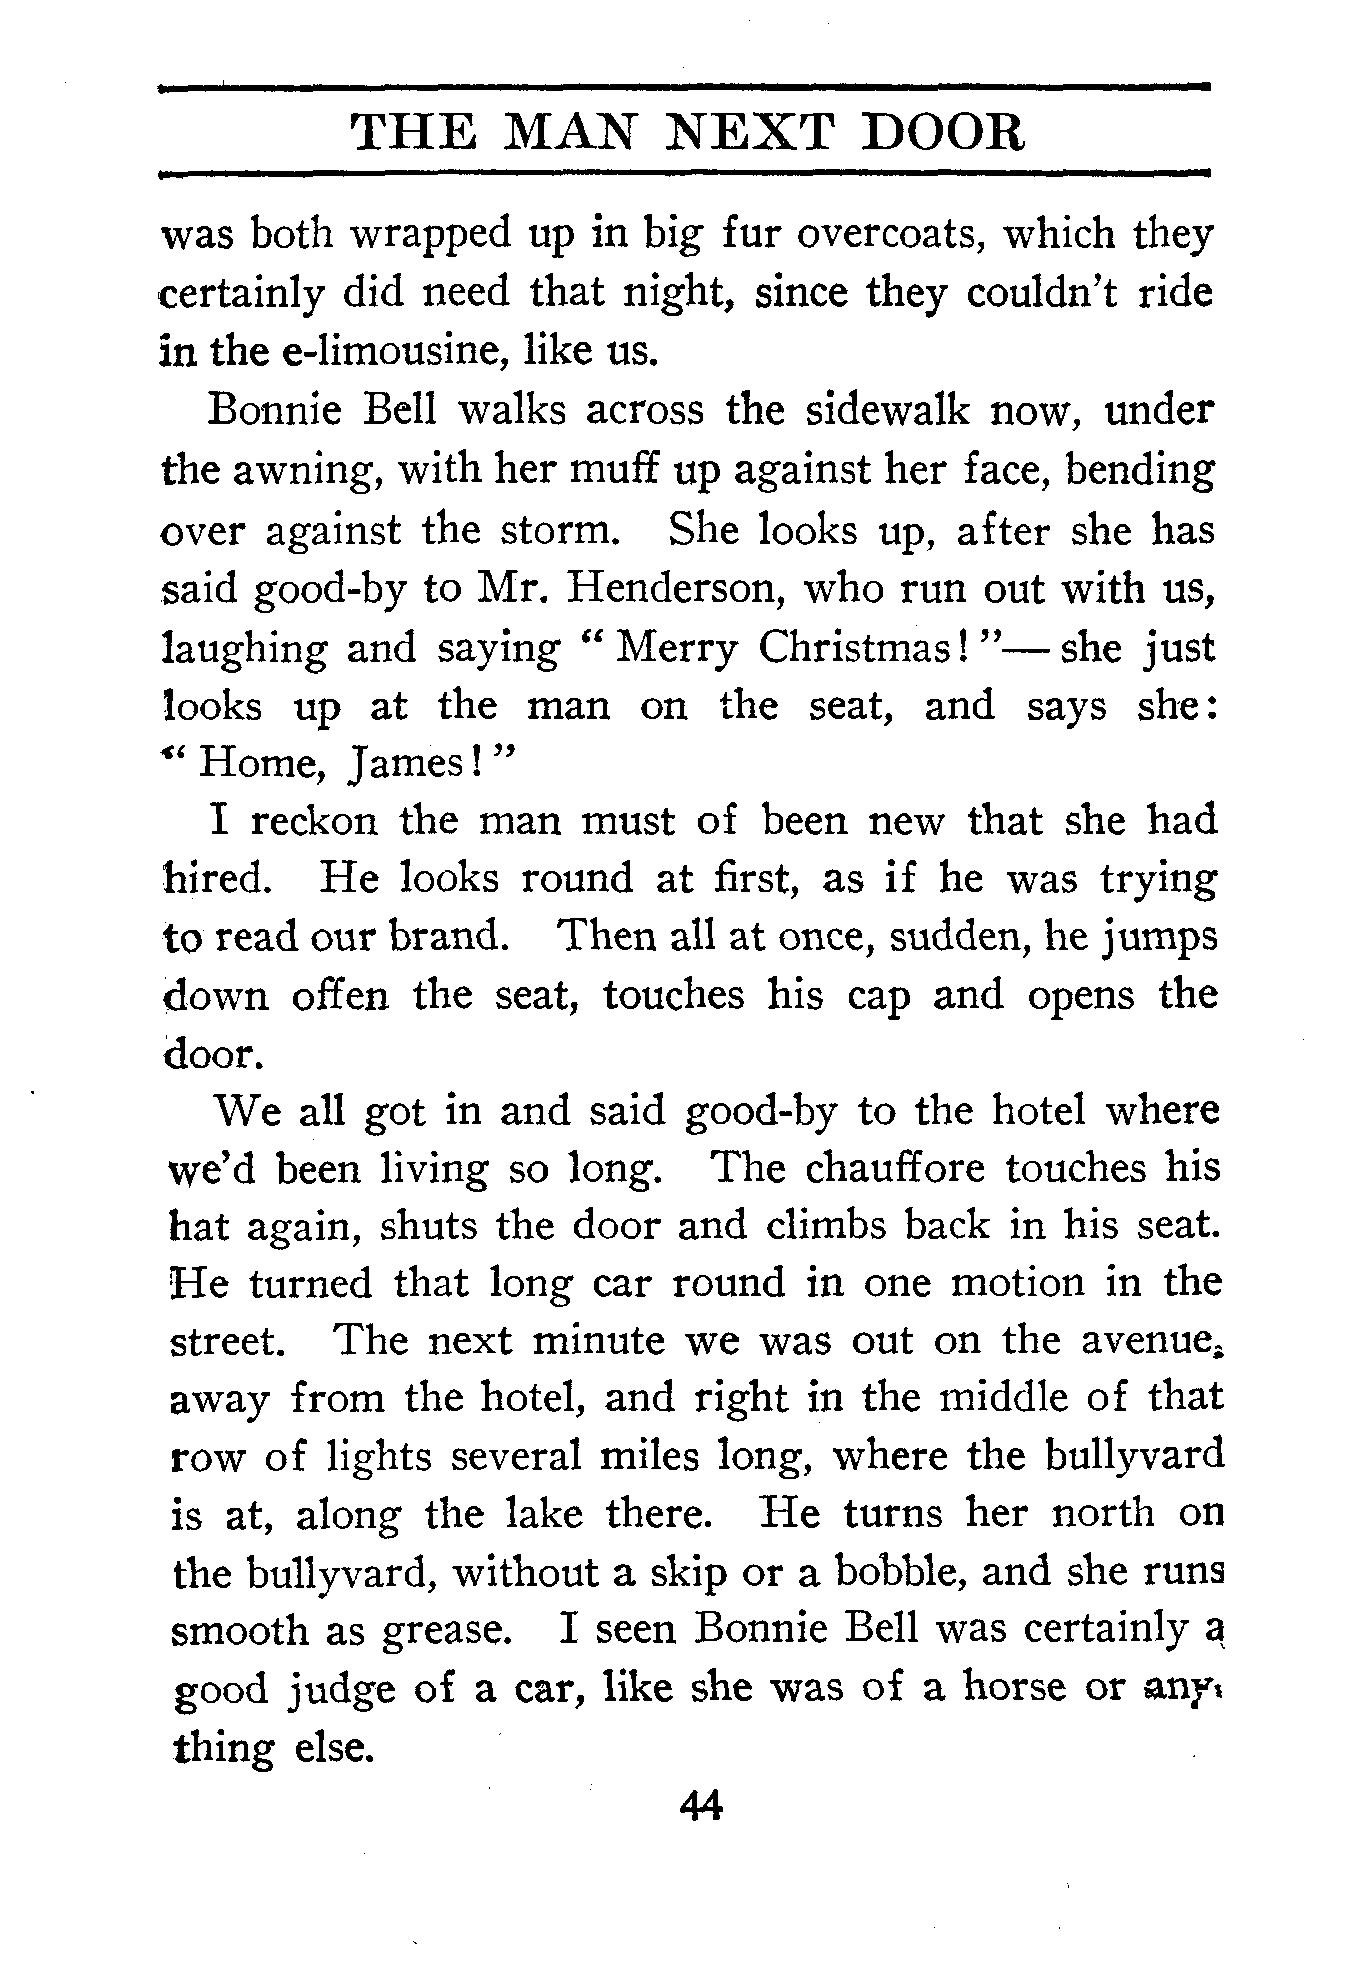 THE MAN NEXT DOOR
was both wrapped up in big fur overcoats, which they
certainly did need that night, since they couldn't ride
in the e-limousine, like us.
Bonnie Bell walks across the sidewalk now, under
the awning, with her muff up against her face, bending
over against the storm. She looks up, after she has
said good-by to Mr. Henderson, who run out with us,
laughing and saying " Merry Christmas! "— she just
looks up at the man on the seat, and says she:
" Home, James! "
I reckon the man must of been new that she had
hired. He looks round at first, as if he was trying
to read our brand. Then all at once, sudden, he jumps
down offen the seat, touches his cap and opens the
door.
We all got in and said good-by to the hotel where
we'd been living so long. The chauffore touches his
hat again, shuts the door and climbs back in his seat.
He turned that long car round in one motion in the
street. The next minute we was out on the avenue,
away from the hotel, and right in the middle of that
row of lights several miles long, where the bullyvard
is at, along the lake there. He turns her north on
the bullyvard, without a skip or a bobble, and she runs
smooth as grease. I seen Bonnie Bell was certainly a
good judge of a car, like she was of a horse or any-
thing else.
44